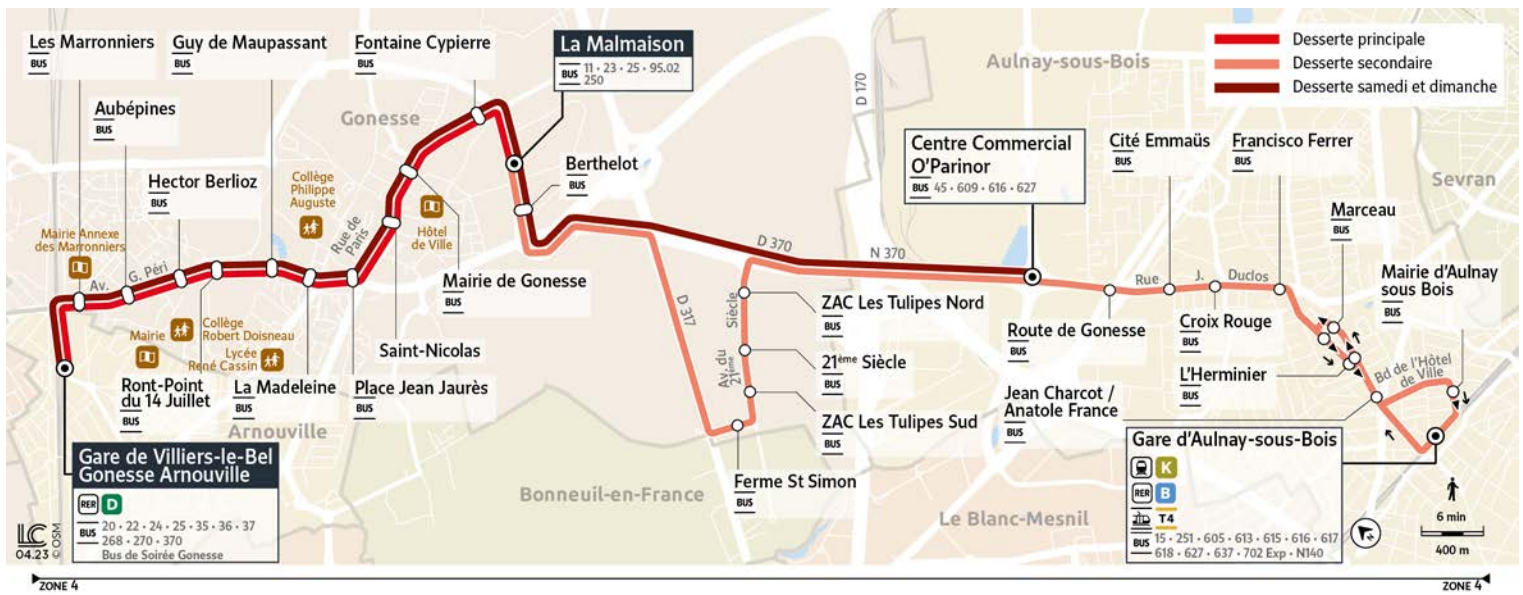 Les Marronniers
BUS
Guy de Maupassant
BUS
Fontaine Cypierre
BUS
La Malmaison
BUS 11 • 23 • 25 • 95.02
250
Desserte principale
Desserte secondaire
Desserte samedi et dimanche
Aulnay-sous-Bois
Aubépines
BUS
Gonesse
D 170
Hector Berlioz
BUS
Collège
Philippe
Auguste
Berthelot
BUS
Centre Commercial
O'Parinor
BUS 45 • 609 • 616 • 627
Cité Emmaüs
BUS
Francisco Ferrer
BUS
Sevran
Marceau
BUS
Mairie Annexe
des Marronniers
Rue de
Paris
Hôtel
de Ville
Av. G. Péri
D 370
N 370
Rue J. Duclos
Mairie de Gonesse
BUS
Mairie d'Aulnay
sous Bois
BUS
D 317
Siècle
Av. du
21ème
ZAC Les Tulipes Nord
BUS
Mairie
Collège
Robert Doisneau
Lycée
René Cassin
Saint-Nicolas
BUS
Route de Gonesse
BUS
Croix Rouge
BUS
21ème Siècle
BUS
L'Herminier
BUS
Bd de l'Hôtel
de Ville
Ront-Point
du 14 Juillet
BUS
La Madeleine
BUS
Place Jean Jaurès
BUS
Jean Charcot /
Anatole France
BUS
ZAC Les Tulipes Sud
BUS
Arnouville
Gare de Villiers-le-Bel
Gonesse Arnouville
RER D
BUS 20 • 22 • 24 • 25 • 35 • 36 • 37
268 • 270 • 370
Bus de Soirée Gonesse
Ferme St Simon
BUS
Bonneuil-en-France
Le Blanc-Mesnil
Gare d'Aulnay-sous-Bois
K
RER B
T4
BUS 15 • 251 • 605 • 613 • 615 • 616 • 617
618 • 627 • 637 • 702 Exp • N140
6 min
400 m
LC
04.23 © OSM
ZONE 4
ZONE 4